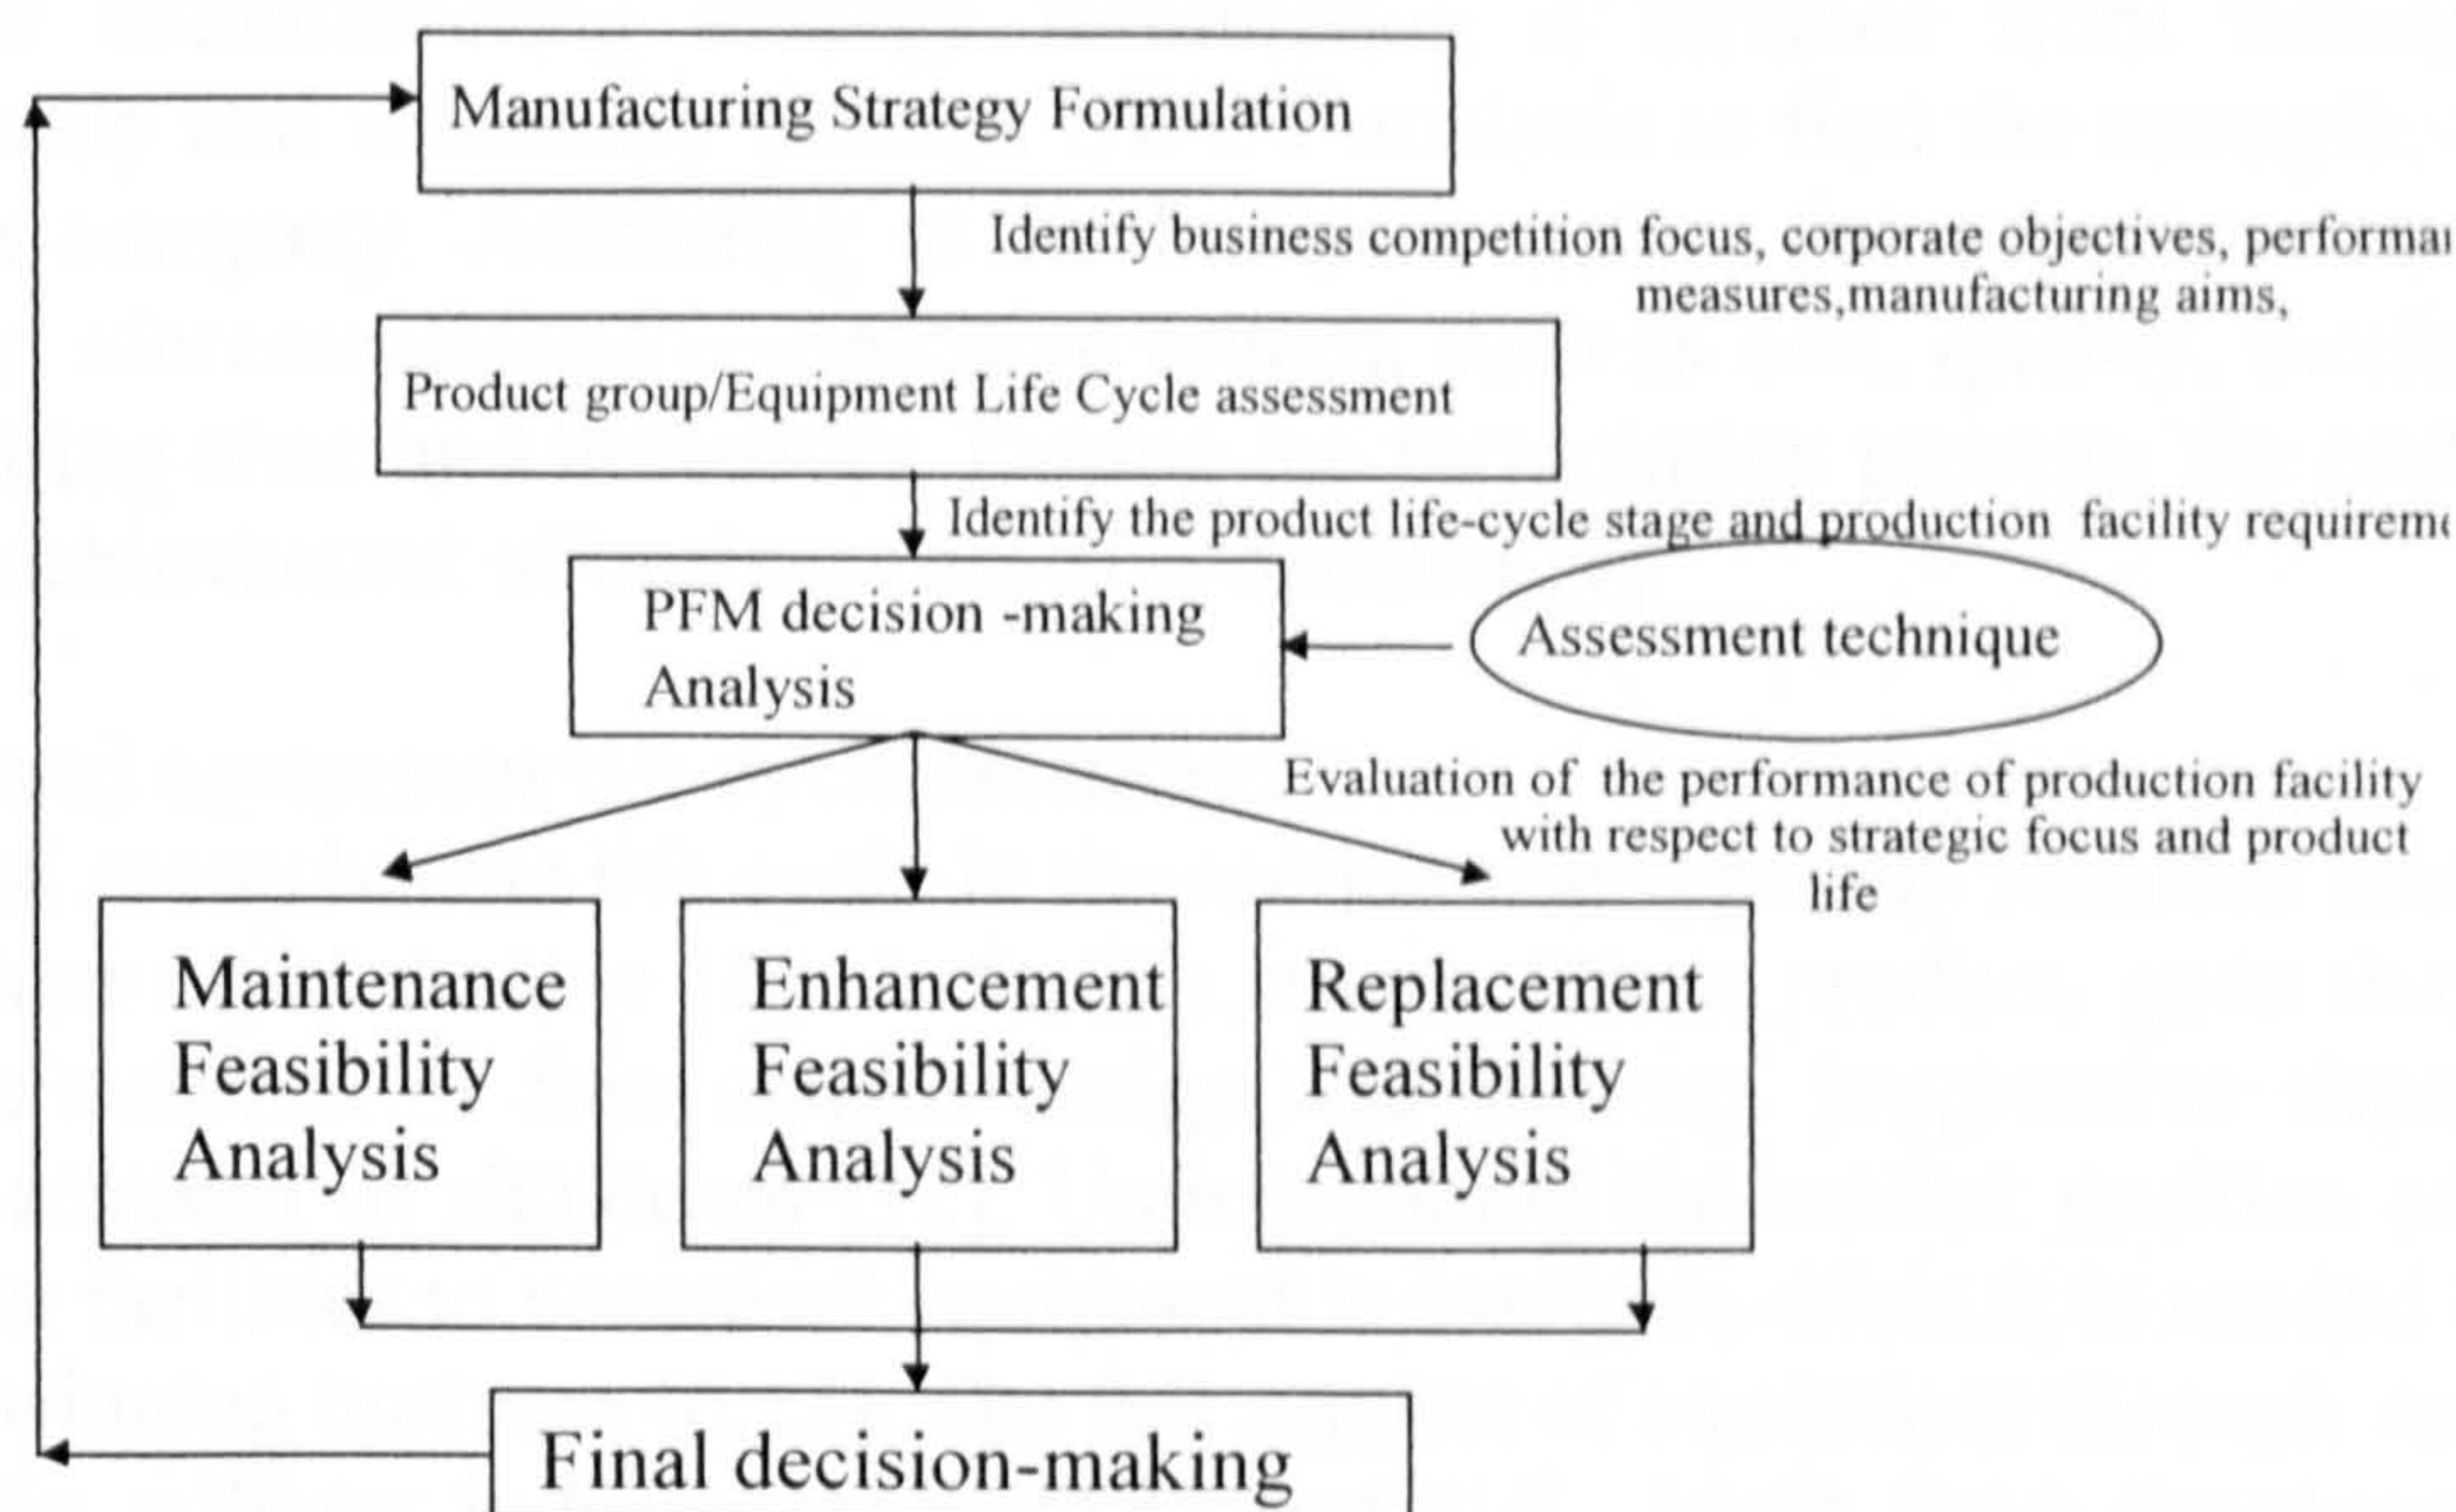 Manufacturing Strategy Formulation
Identify business competition focus, corporate objectives,
measures,manufacturing aims,
Product group/Equipment Life Cycle assessment
Identify the product life-cycle stage and production facility
PFM decision -making
Analysis
Assessment technique
Evaluation of the performance of production facility
with respect to strategic focus and product
life
Maintenance
Feasibility
Analysis
Enhancement
Feasibility
Analysis
Replacement
Feasibility
Analysis
Final decision-making